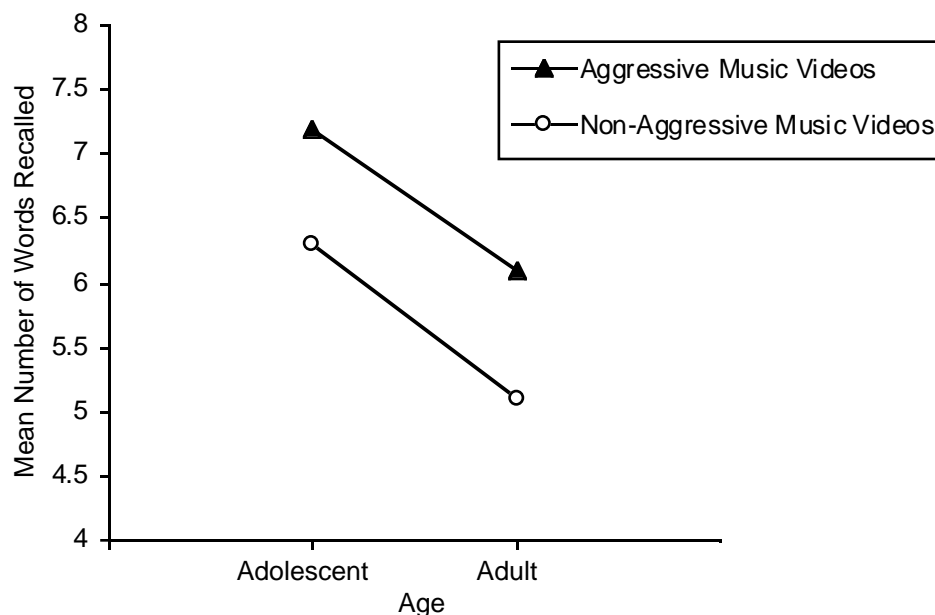 8
7.5
7
6.5
6
5.5
5
4.5
4
Mean Number of Words Recalled
Aggressive Music Videos
Non-Aggressive Music Videos
Adolescent Adult
Age